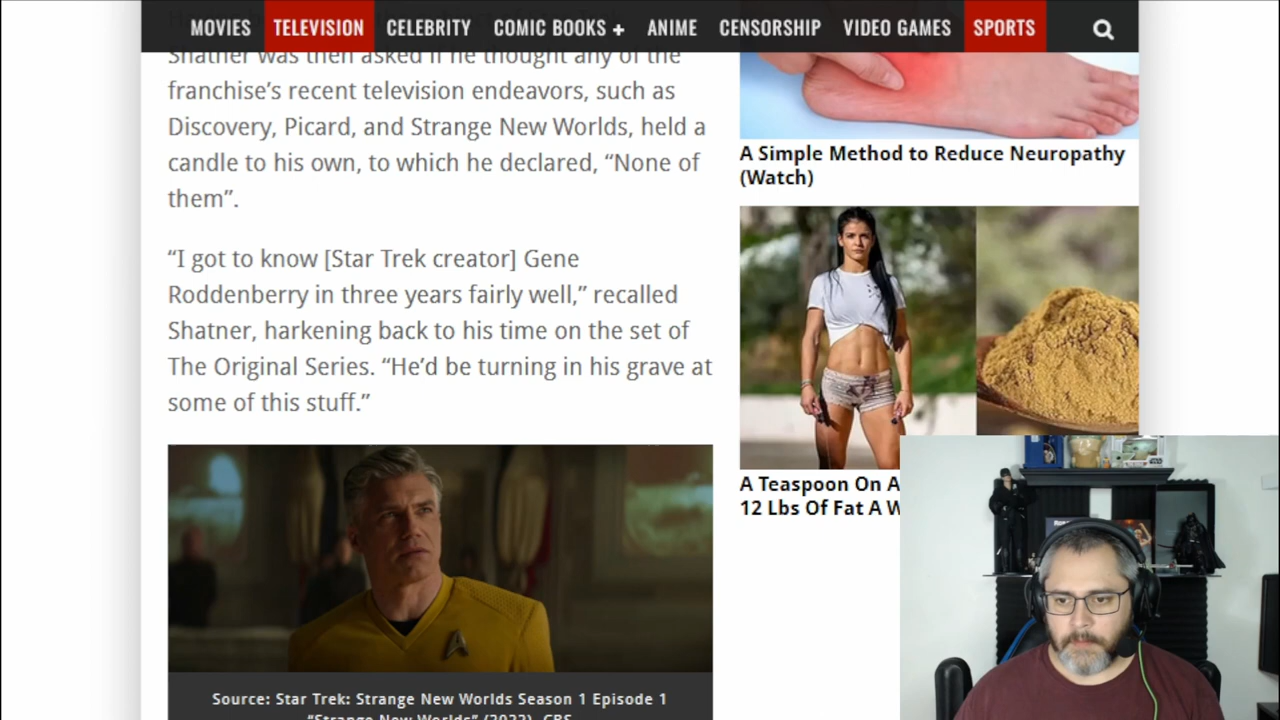 MOVIES TELEVISION CELEBRITY COMIC BOOKS + ANIME CENSORSHIP VIDEO GAMES SPORTS
Shatner was then asked if he thought any of the
franchise’s recent television endeavors, such as
Discovery, Picard, and Strange New Worlds, held a
candle to his own, to which he declared, “None of
them”.
“I got to know [Star Trek creator] Gene
Roddenberry in three years fairly well,” recalled
Shatner, harkening back to his time on the set of
The Original Series. “He’d be turning in his grave at
some of this stuff.”
Source: Star Trek: Strange New Worlds Season 1 Episode 1
“Strange New Worlds” (2022), CBS
A Simple Method to Reduce Neuropathy
(Watch)
A Teaspoon On A
12 Lbs Of Fat A W